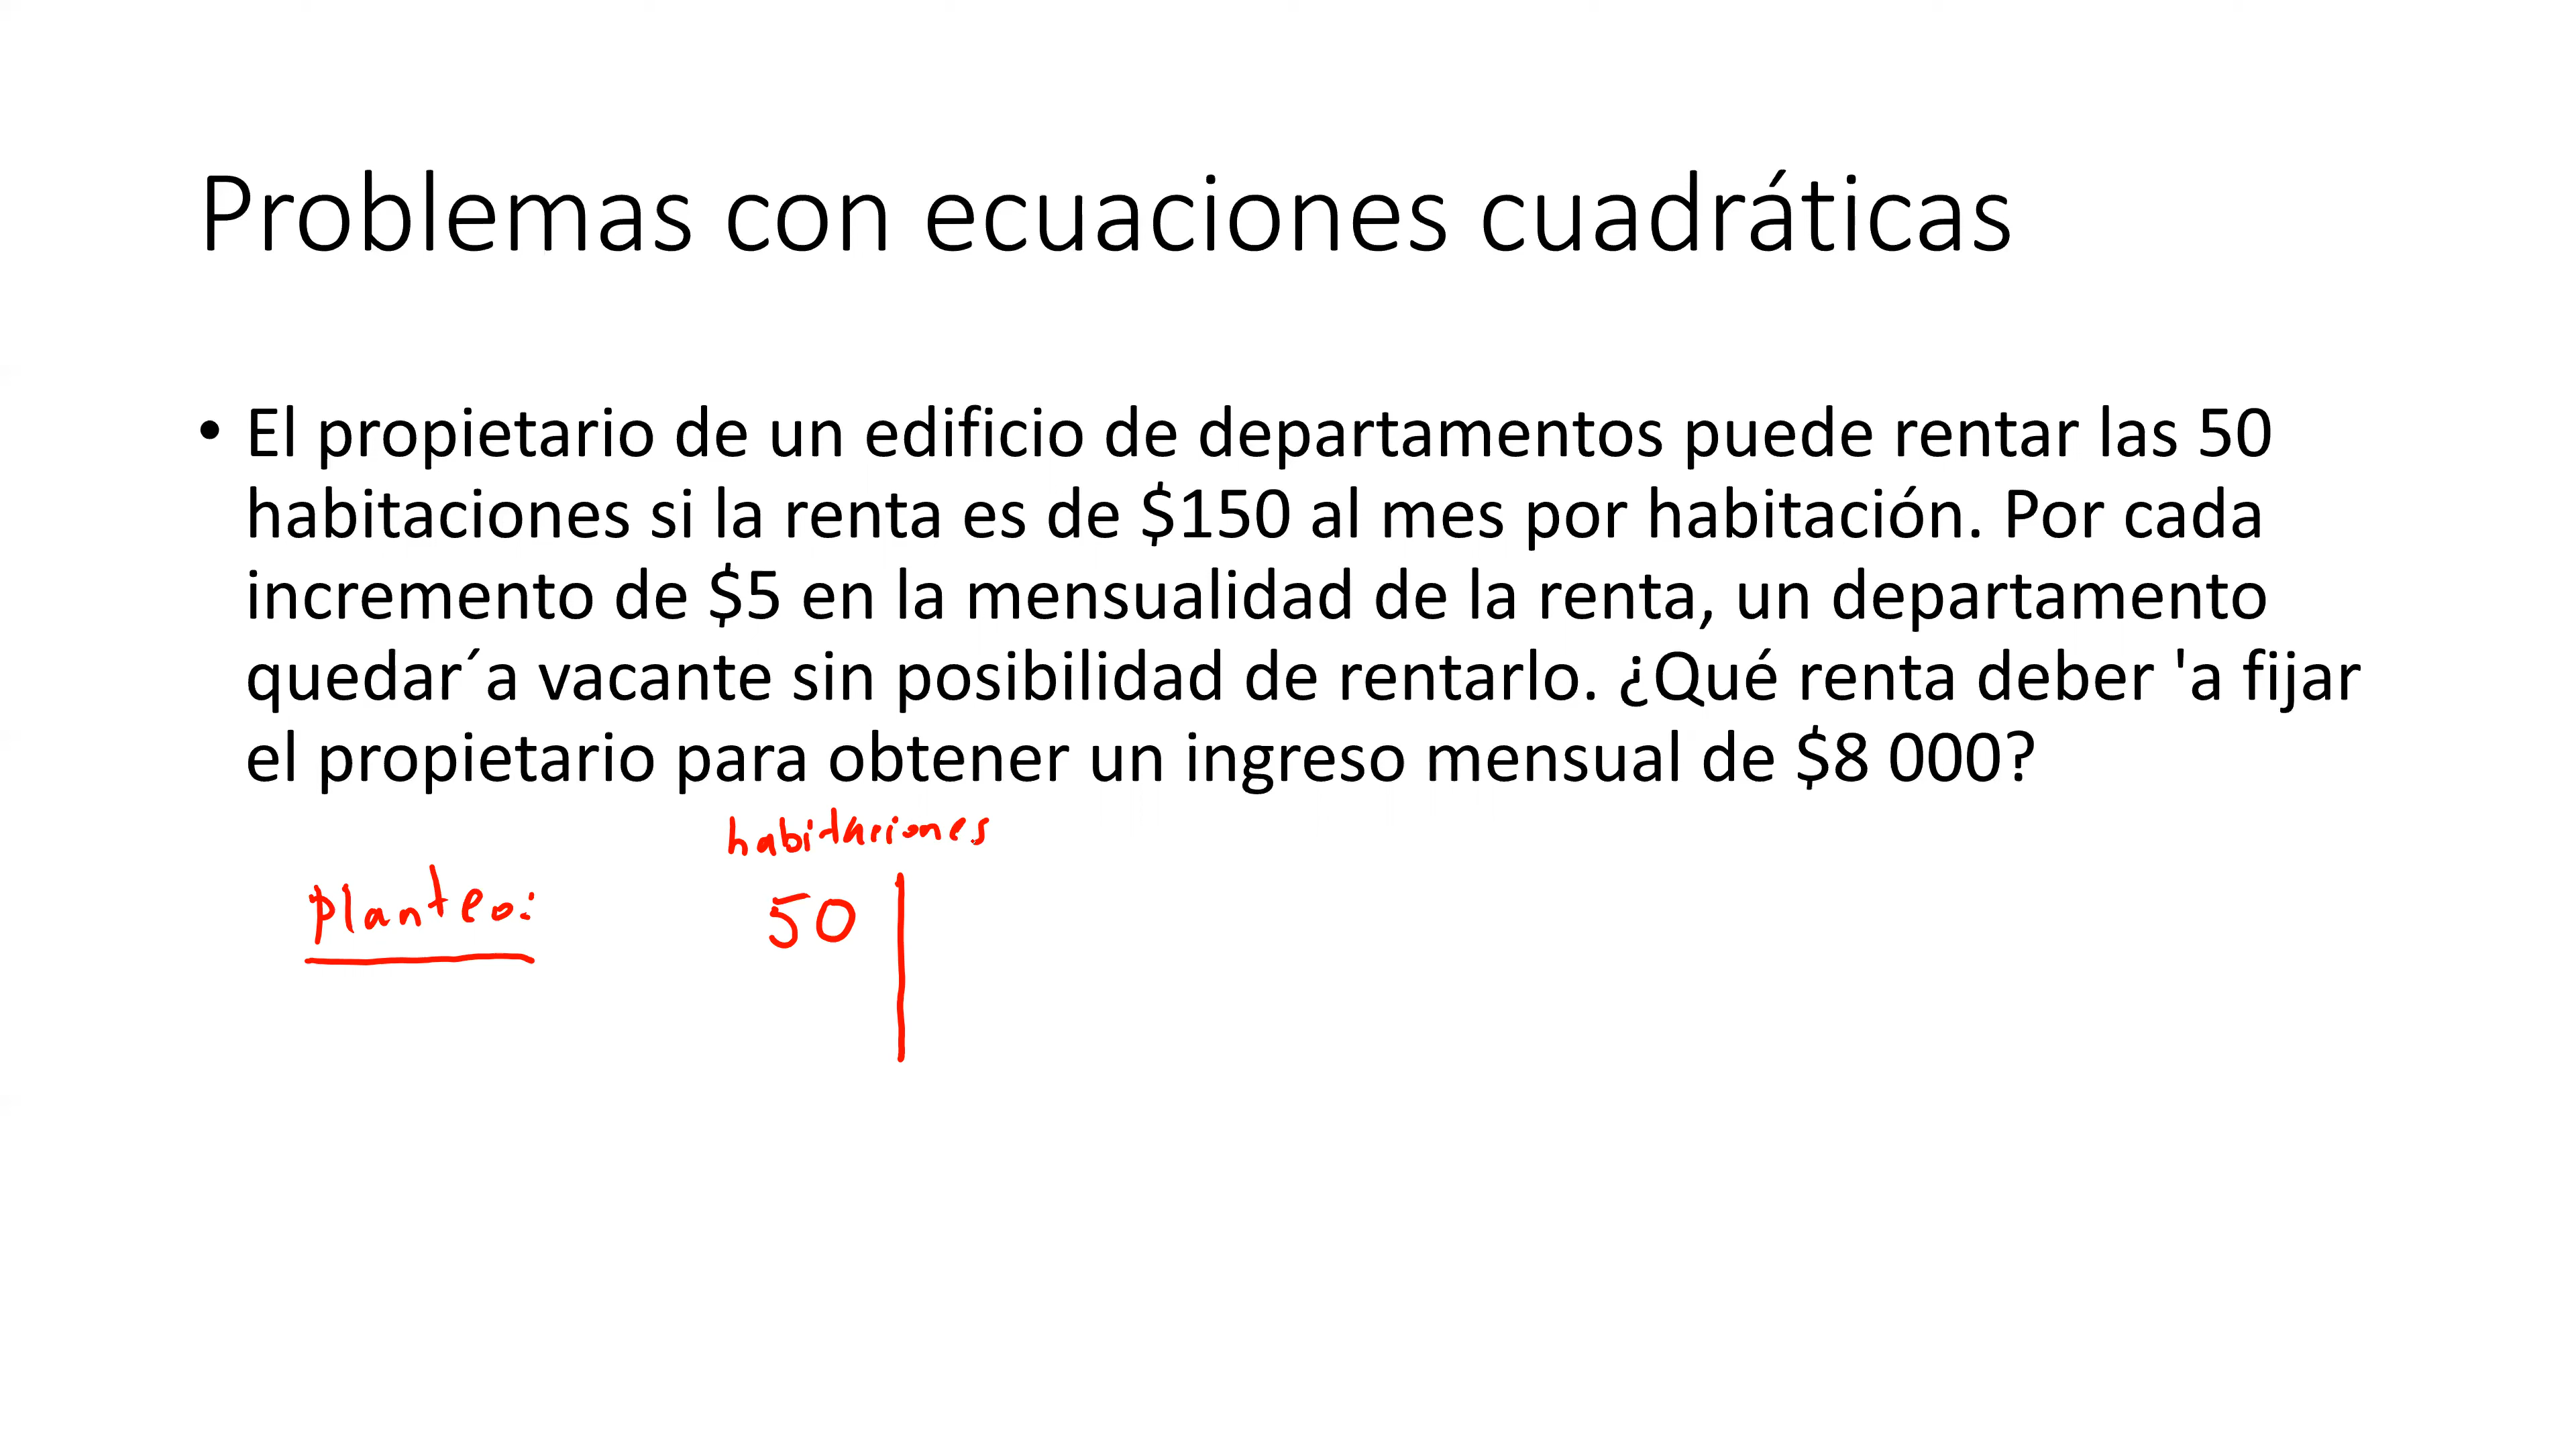 Problemas con ecuaciones cuadráticas
• El propietario de un edificio de departamentos puede rentar las 50
habitaciones si la renta es de $150 al mes por habitación. Por cada
incremento de $5 en la mensualidad de la renta, un departamento
quedar´a vacante sin posibilidad de rentarlo. ¿Qué renta deber 'a fijar
el propietario para obtener un ingreso mensual de $8 000?
habitaciones
planteo:
50